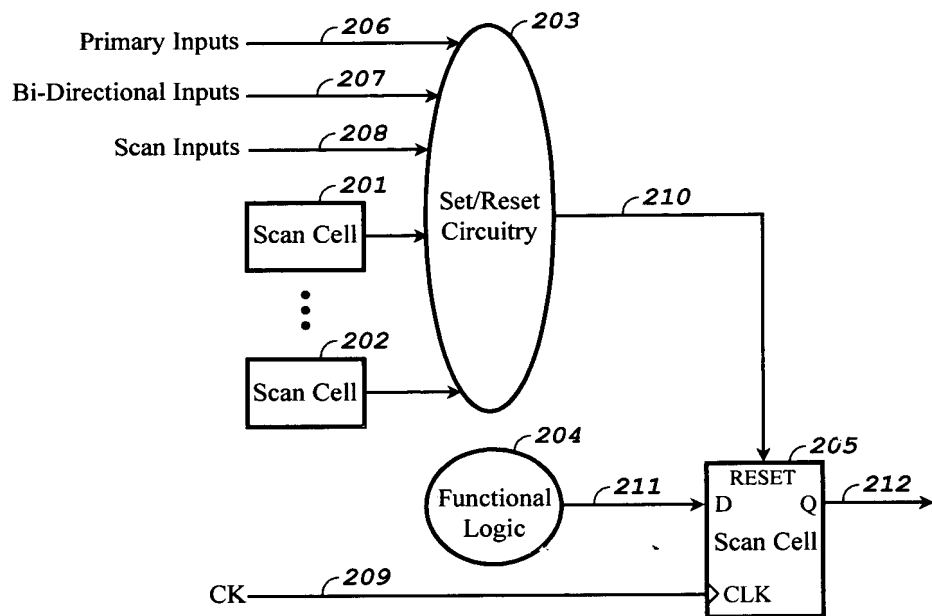 203
Primary Inputs 206
Bi-Directional Inputs 207
Scan Inputs 208
201
Scan Cell
Set/Reset
Circuitry
210
202
Scan Cell
204
Functional
Logic
211
205
RESET
D Q
212
Scan Cell
CK 209
CLK